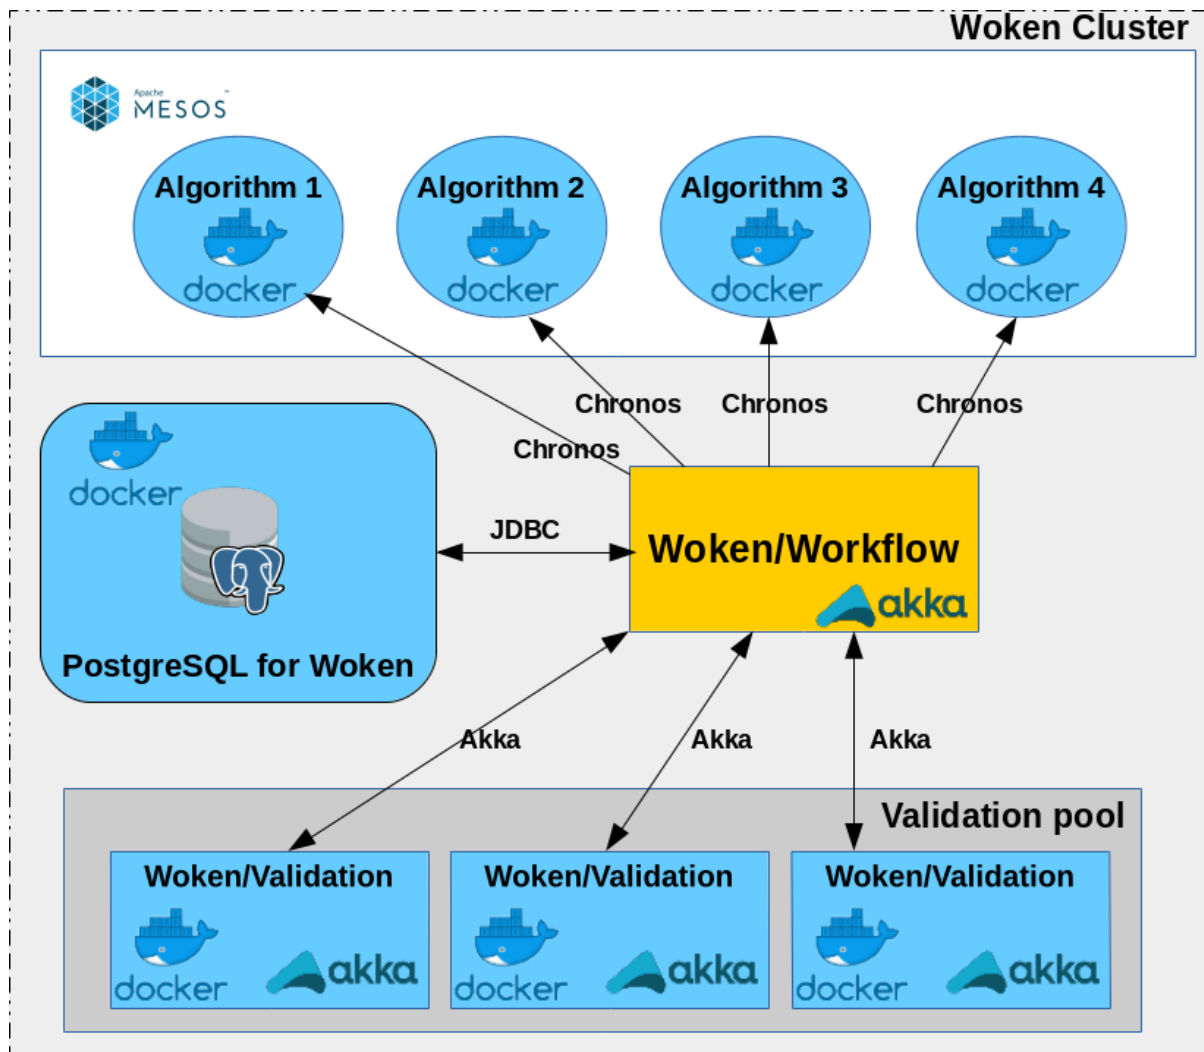 Woken Cluster
Apache
MESOS™
Algorithm 1
docker
Algorithm 2
docker
Algorithm 3
docker
Algorithm 4
docker
Chronos
Chronos
Chronos
Chronos
docker
PostgreSQL for Woken
JDBC
Woken/Workflow
akka
Akka
Akka
Akka
Validation pool
Woken/Validation
docker
akka
Woken/Validation
docker
akka
Woken/Validation
docker
akka